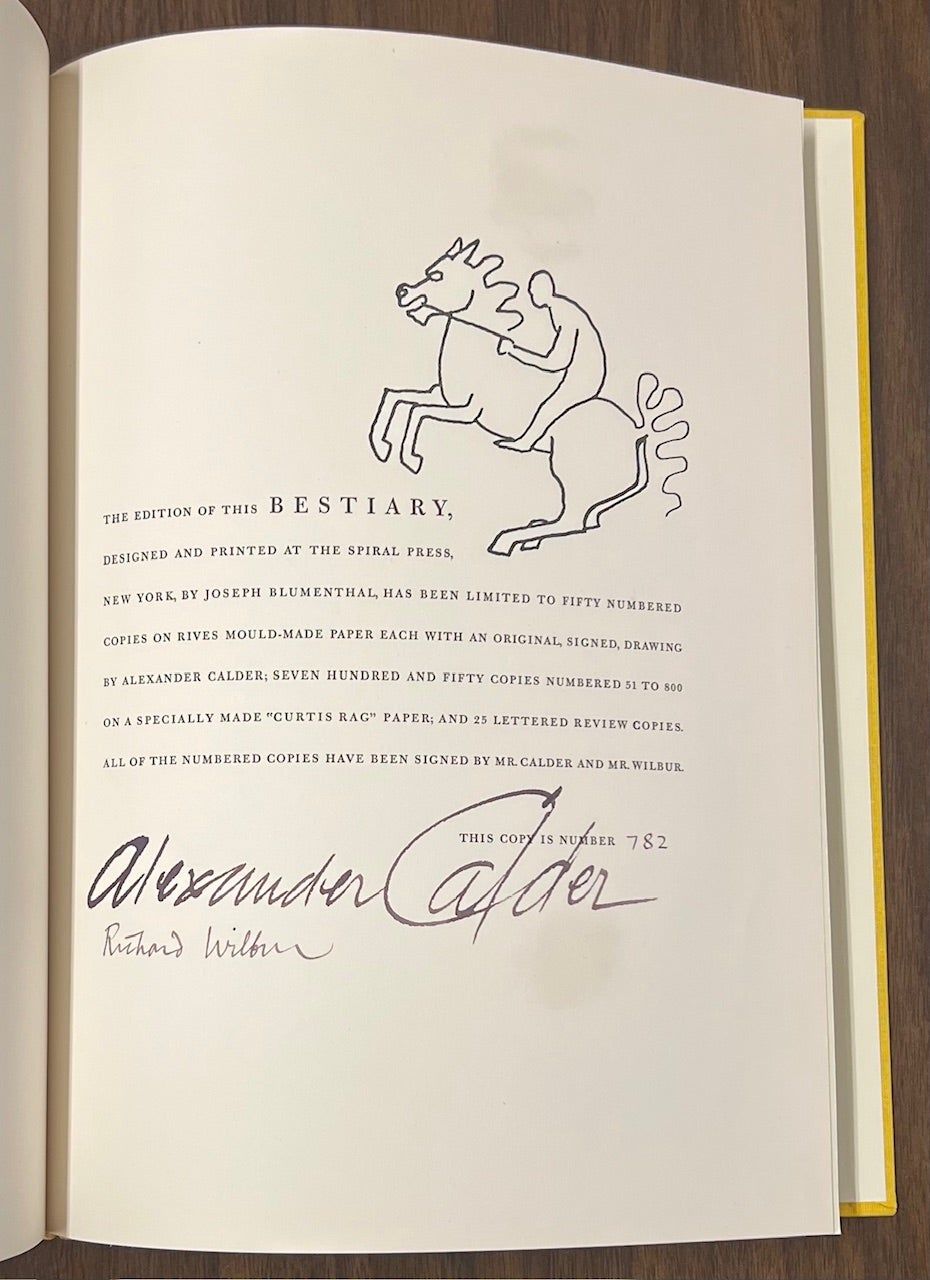 THE EDITION OF THIS BESTIARY,
DESIGNED AND PRINTED AT THE SPIRAL PRESS,
NEW YORK, BY JOSEPH BLUMENTHAL, HAS BEEN LIMITED TO FIFTY NUMBERED
COPIES ON RIVES MOULD-MADE PAPER EACH WITH AN ORIGINAL, SIGNED, DRAWING
BY ALEXANDER CALDER; SEVEN HUNDRED AND FIFTY COPIES NUMBERED 51 TO 800
ON A SPECIALLY MADE "CURTIS RAG" PAPER; AND 25 LETTERED REVIEW COPIES.
ALL OF THE NUMBERED COPIES HAVE BEEN SIGNED BY MR. CALDER AND MR. WILBUR.
THIS COPY IS NUMBER 782
Alexander Calder
Richard Wilbur